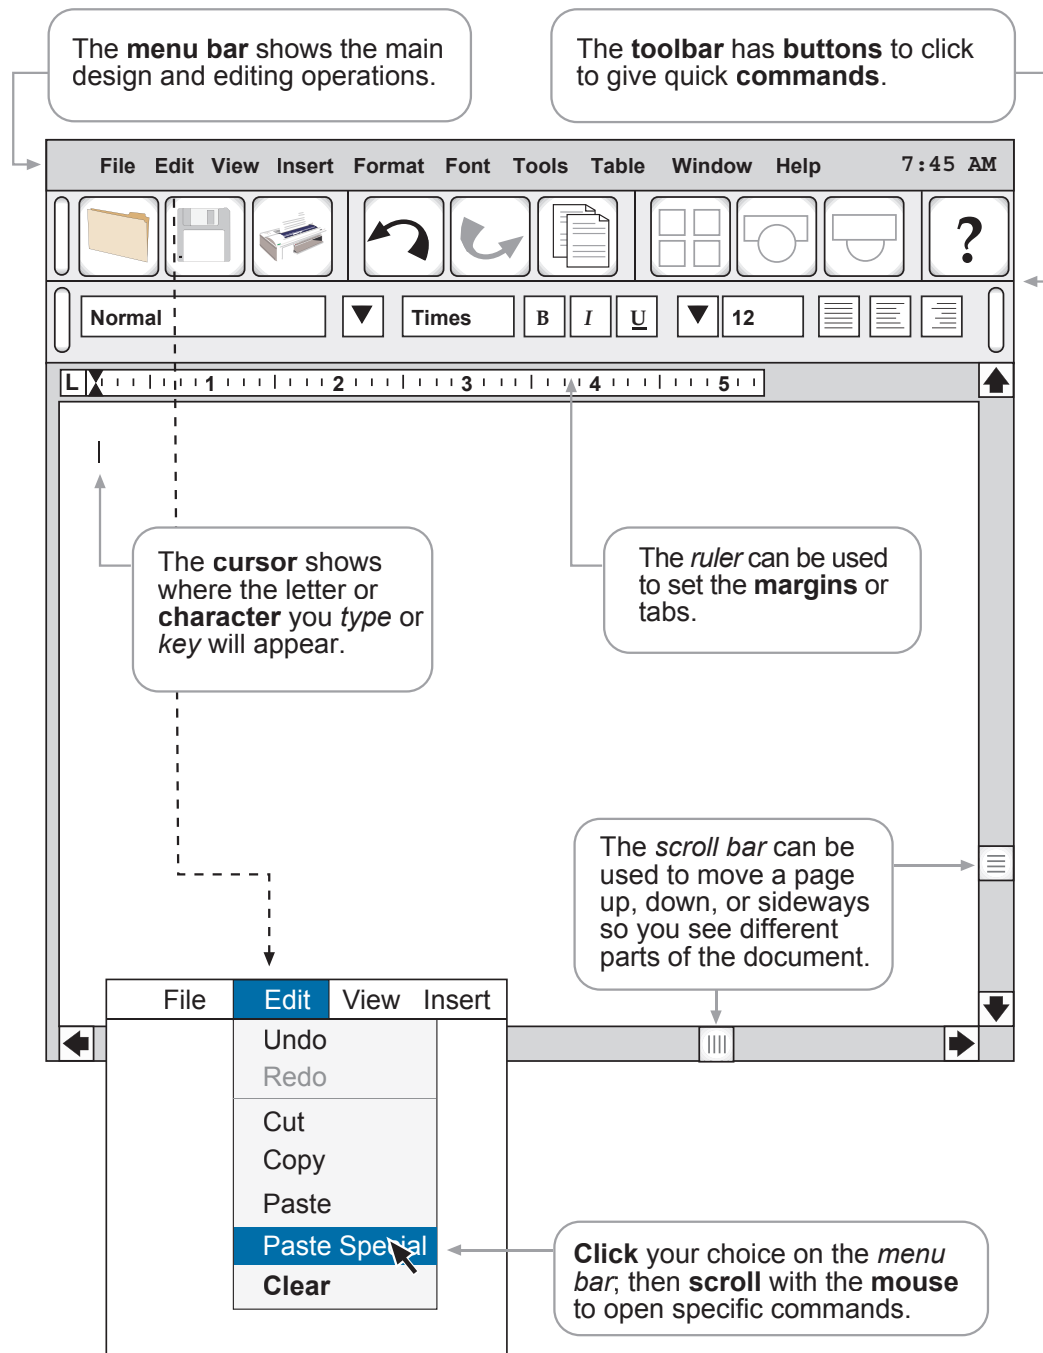 The menu bar shows the main
design and editing operations.
The toolbar has buttons to click
to give quick commands.
File Edit View Insert Format Font Tools Table Window Help 7:45 AM
?
Normal Times B I U 12
L 1 2 3 4 5
The cursor shows
where the letter or
character you type or
key will appear.
The ruler can be used
to set the margins or
tabs.
The scroll bar can be
used to move a page
up, down, or sideways
so you see different
parts of the document.
File Edit View Insert
Undo
Redo
Cut
Copy
Paste
Paste Special
Clear
Click your choice on the menu
bar; then scroll with the mouse
to open specific commands.